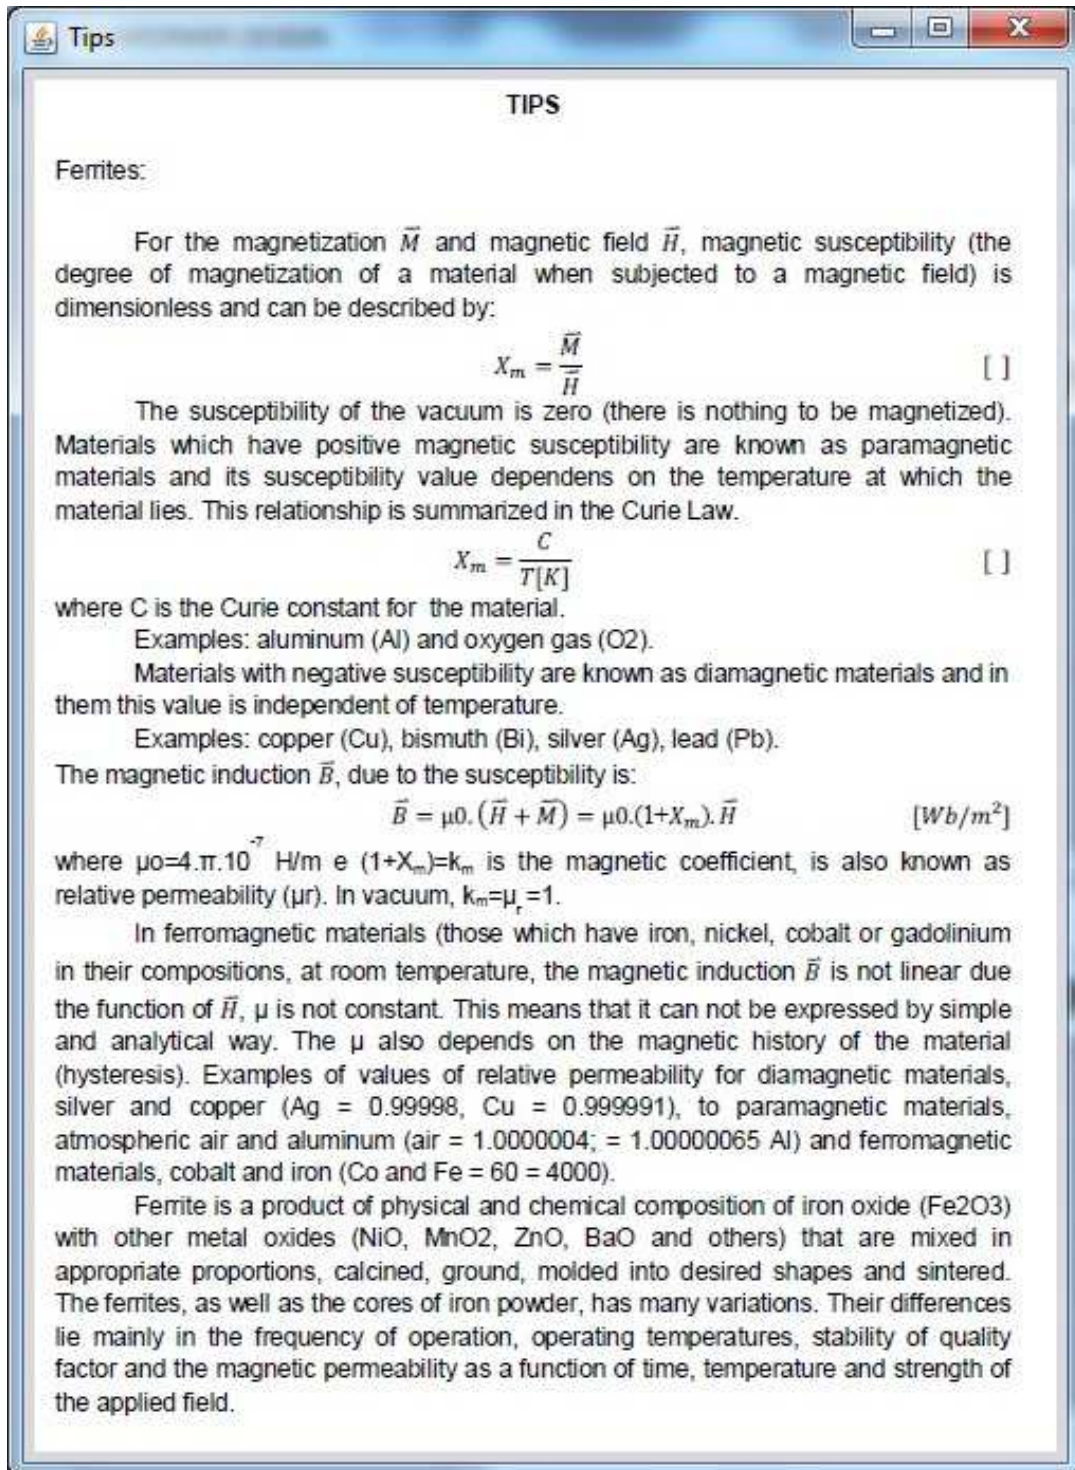 Tips
TIPS
Ferrites:
For the magnetization M⃗ and magnetic field H⃗, magnetic susceptibility (the
degree of magnetization of a material when subjected to a magnetic field) is
dimensionless and can be described by:
Xₘ = M⃗/H⃗ [ ]
The susceptibility of the vacuum is zero (there is nothing to be magnetized).
Materials which have positive magnetic susceptibility are known as paramagnetic
materials and its susceptibility value dependens on the temperature at which the
material lies. This relationship is summarized in the Curie Law.
Xₘ = C/T[K] [ ]
where C is the Curie constant for the material.
Examples: aluminum (Al) and oxygen gas (O2).
Materials with negative susceptibility are known as diamagnetic materials and in
them this value is independent of temperature.
Examples: copper (Cu), bismuth (Bi), silver (Ag), lead (Pb).
The magnetic induction B⃗, due to the susceptibility is:
B⃗ = μ0.(H⃗ + M⃗) = μ0.(1+Xₘ).H⃗ [Wb/m²]
where μo=4.π.10⁻⁷ H/m e (1+Xₘ)=kₘ is the magnetic coefficient, is also known as
relative permeability (μr). In vacuum, kₘ=μᵣ=1.
In ferromagnetic materials (those which have iron, nickel, cobalt or gadolinium
in their compositions, at room temperature, the magnetic induction B⃗ is not linear due
the function of H⃗, μ is not constant. This means that it can not be expressed by simple
and analytical way. The μ also depends on the magnetic history of the material
(hysteresis). Examples of values of relative permeability for diamagnetic materials,
silver and copper (Ag = 0.99998, Cu = 0.999991), to paramagnetic materials,
atmospheric air and aluminum (air = 1.0000004; = 1.00000065 Al) and ferromagnetic
materials, cobalt and iron (Co and Fe = 60 = 4000).
Ferrite is a product of physical and chemical composition of iron oxide (Fe2O3)
with other metal oxides (NiO, MnO2, ZnO, BaO and others) that are mixed in
appropriate proportions, calcined, ground, molded into desired shapes and sintered.
The ferrites, as well as the cores of iron powder, has many variations. Their differences
lie mainly in the frequency of operation, operating temperatures, stability of quality
factor and the magnetic permeability as a function of time, temperature and strength of
the applied field.